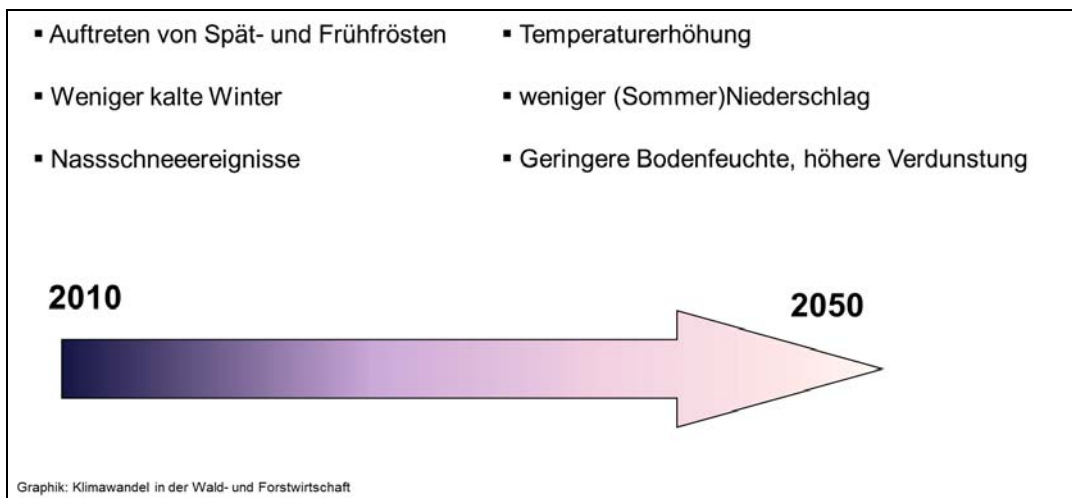 ▪ Auftreten von Spät- und Frühfrösten
▪ Weniger kalte Winter
▪ Nassschneeereignisse
▪ Temperaturerhöhung
▪ weniger (Sommer)Niederschlag
▪ Geringere Bodenfeuchte, höhere Verdunstung
2010
2050
Graphik: Klimawandel in der Wald- und Forstwirtschaft